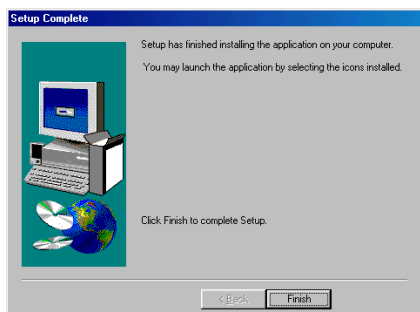 Setup Complete
Setup has finished installing the application on your computer.
You may launch the application by selecting the icons installed.
Click Finish to complete Setup.
< Back
Finish